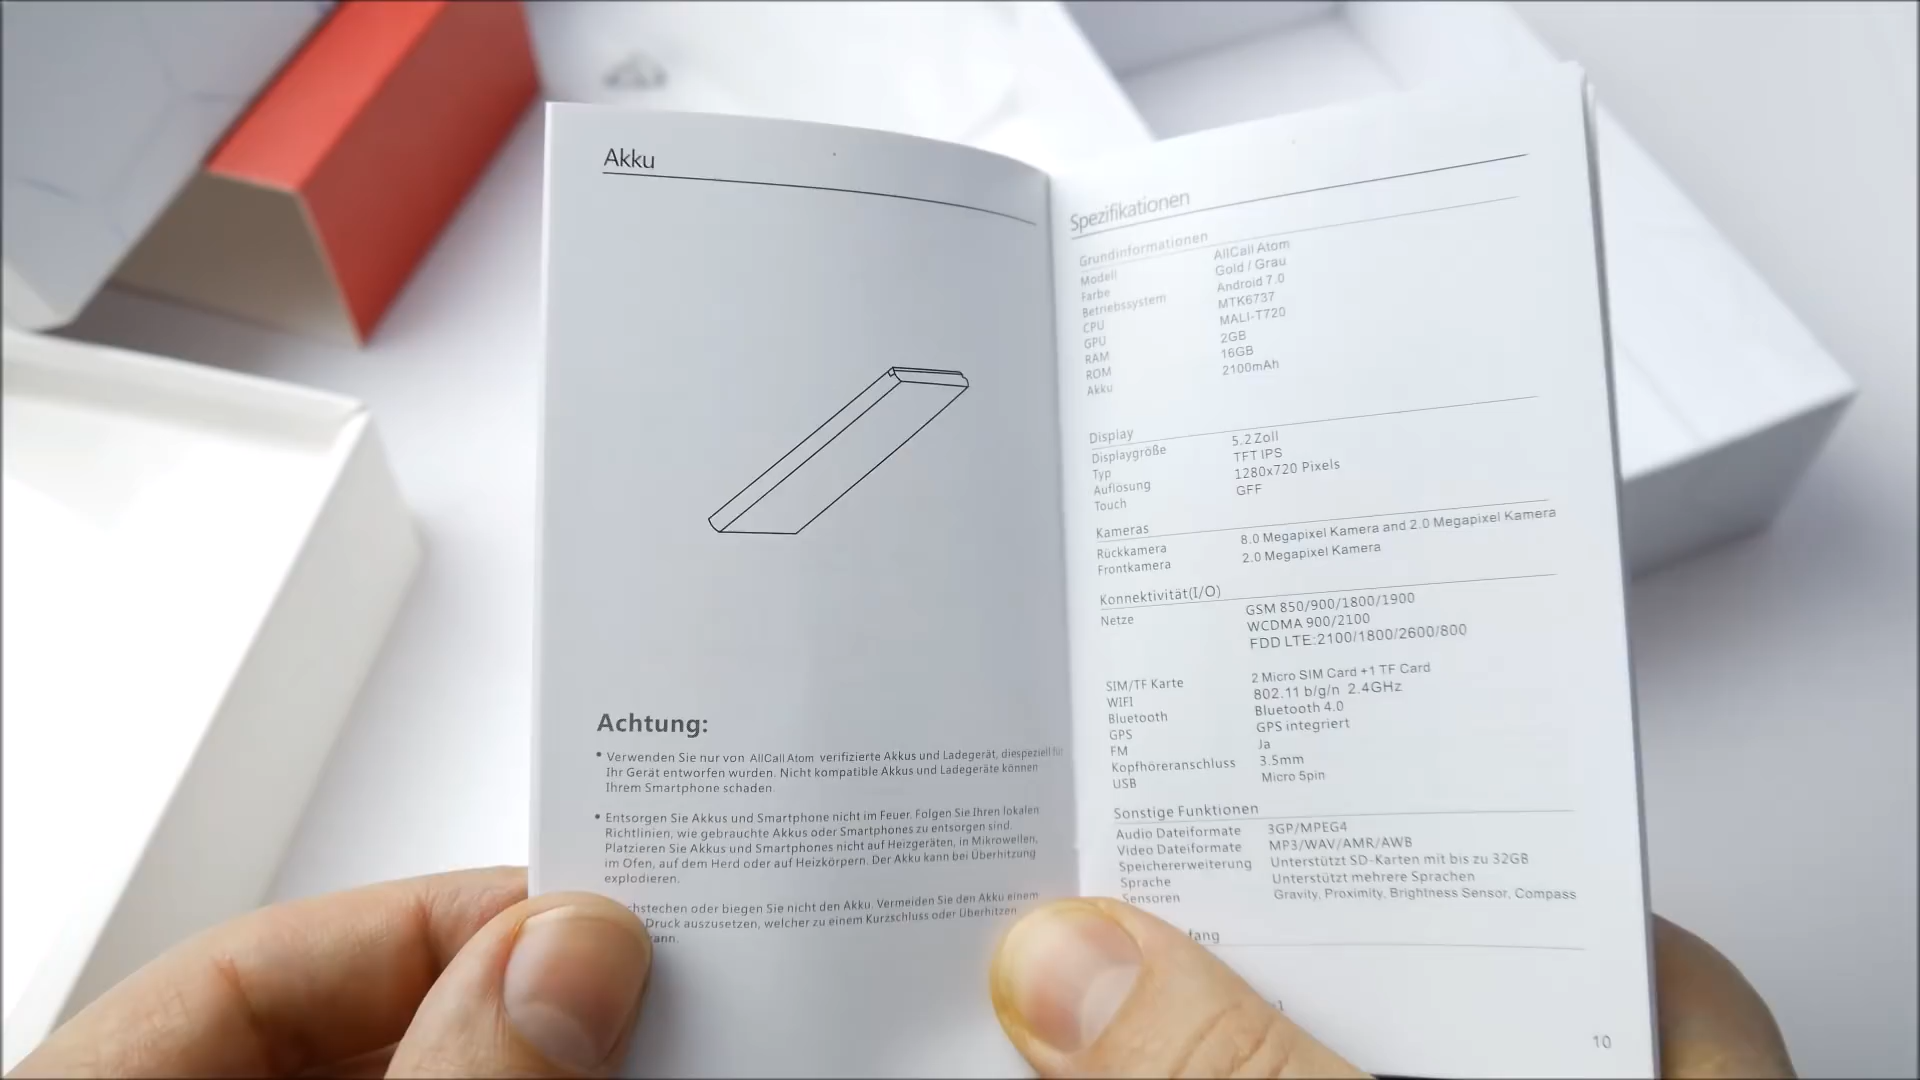 Akku
Achtung:
• Verwenden Sie nur von AllCall Atom verifizierte Akkus und Ladegerät, diespeziell für
Ihr Gerät entworfen wurden. Nicht kompatible Akkus und Ladegeräte können
Ihrem Smartphone schaden
• Entsorgen Sie Akkus und Smartphone nicht im Feuer. Folgen Sie Ihren lokalen
Richtlinien, wie gebrauchte Akkus oder Smartphones zu entsorgen sind.
Platzieren Sie Akkus und Smartphones nicht auf Heizgeräten, in Mikrowellen,
im Ofen, auf dem Herd oder auf Heizkörpern. Der Akku kann bei Überhitzung
explodieren.
oder biegen Sie nicht den Akku. Vermeiden Sie den Akku einem
Druck auszusetzen, welcher zu einem Kurzschluss oder Überhitzen
Spezifikationen
Grundinformationen
Modell AllCall Atom
Farbe Gold / Grau
Betriebssystem Android 7.0
CPU MTK6737
GPU MALI-T720
RAM 2GB
ROM 16GB
Akku 2100mAh
Display
Displaygröße 5.2 Zoll
Typ TFT IPS
Auflosung 1280x720 Pixels
Touch GFF
Kameras
Rückkamera 8.0 Megapixel Kamera and 2.0 Megapixel Kamera
Frontkamera 2.0 Megapixel Kamera
Konnektivität(I/O)
Netze GSM 850/900/1800/1900
WCDMA 900/2100
FDD LTE:2100/1800/2600/800
SIM/TF Karte 2 Micro SIM Card +1 TF Card
WIFI 802.11 b/g/n 2.4GHz
Bluetooth Bluetooth 4.0
GPS GPS integriert
FM Ja
Kopfhöreranschluss 3.5mm
USB Micro 5pin
Sonstige Funktionen
Audio Dateiformate 3GP/MPEG4
Video Dateiformate MP3/WAV/AMR/AWB
Speichererweiterung Unterstützt SD-Karten mit bis zu 32GB
Sprache Unterstützt mehrere Sprachen
Sensoren Gravity, Proximity, Brightness Sensor, Compass
10